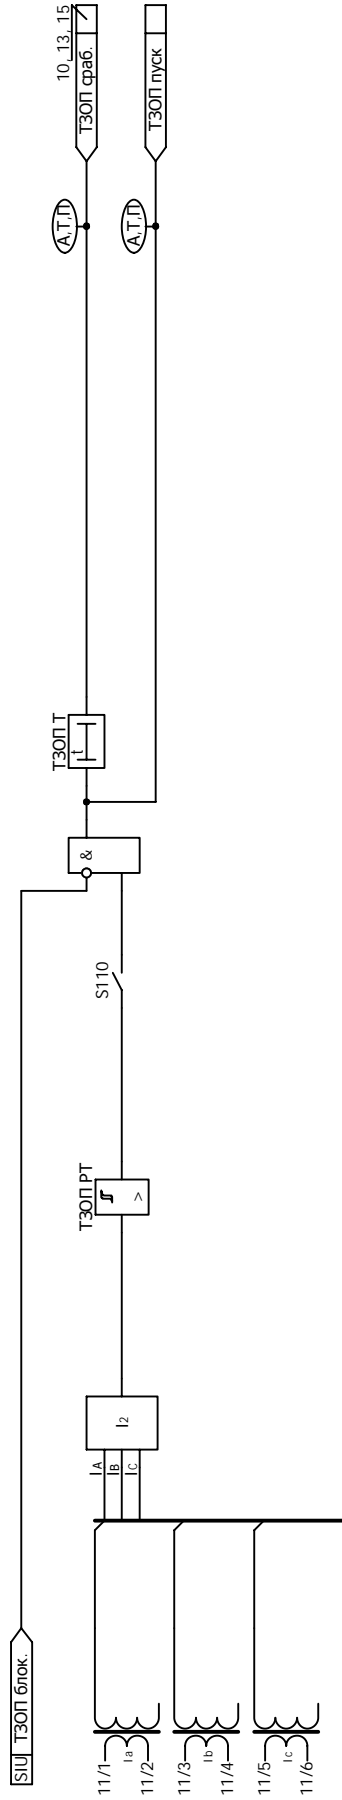 SIU ТЗОП блок.
11/1
Ia
11/2
11/3
Ib
11/4
11/5
Ic
11/6
IA
IB
IC
I2
ТЗОП РТ
>
S110
&
ТЗОП Т
t
А,Т,П
А,Т,П
ТЗОП сраб.
10, 13, 15
ТЗОП пуск